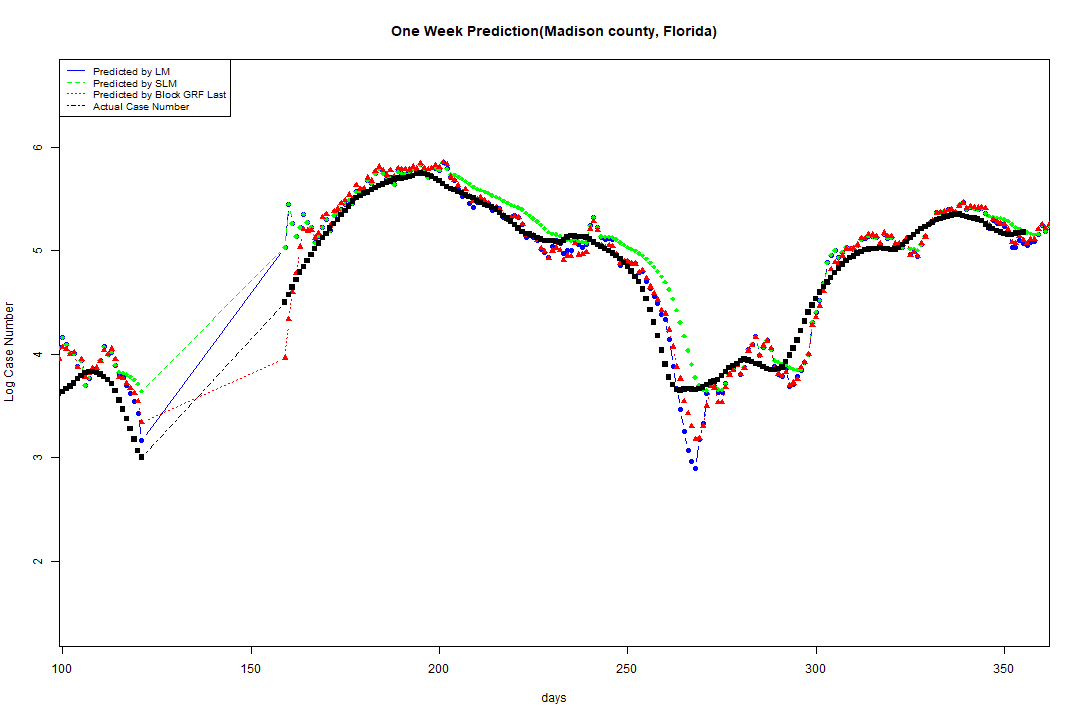 One Week Prediction(Madison county, Florida)
Predicted by LM
Predicted by SLM
Predicted by Block GRF Last
Actual Case Number
6
5
4
3
2
Log Case Number
100 150 200 250 300 350
days